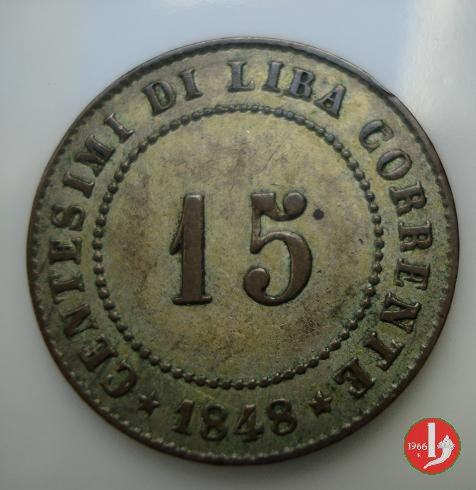 CENTESIMI DI LIRA CORRENTE
15
★ 1848 ★
1966